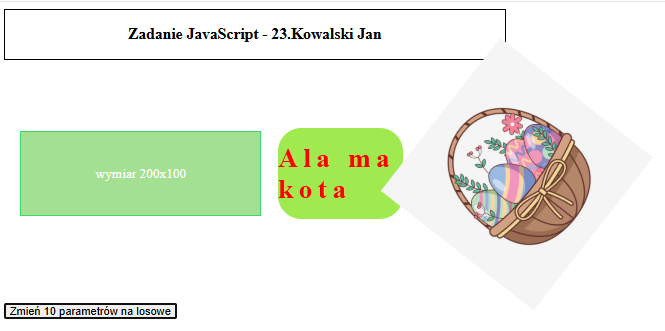 Zadanie JavaScript - 23.Kowalski Jan
wymiar 200x100
Ala ma
kota
Zmień 10 parametrów na losowe